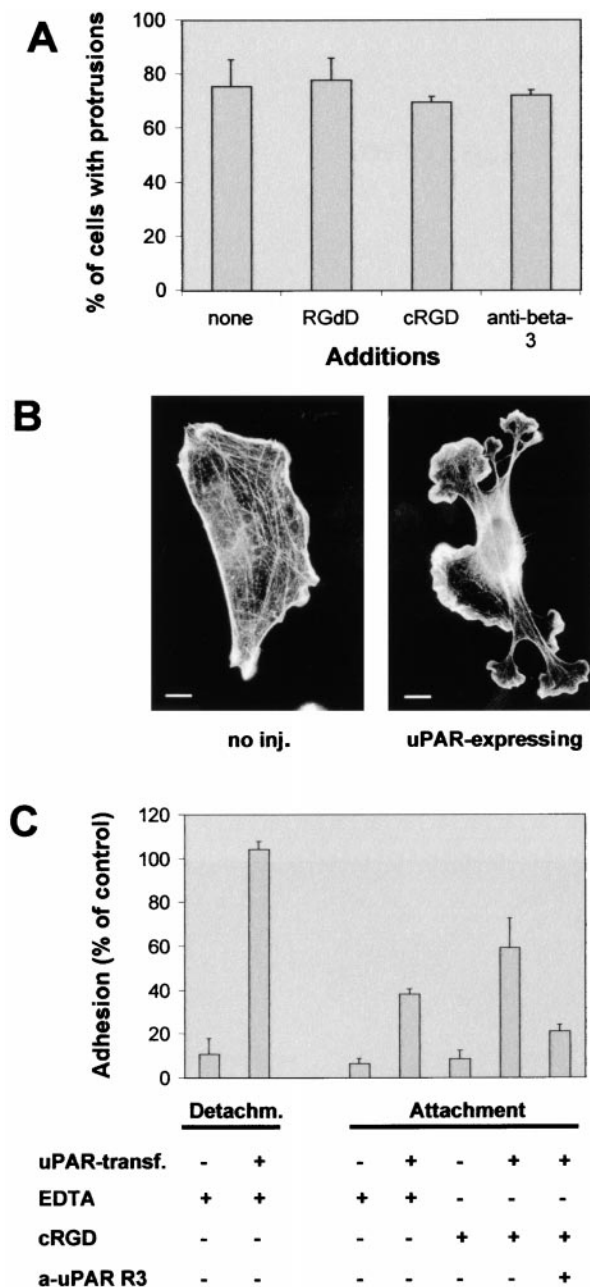 A
% of cells with protrusions
100
80
60
40
20
0
none RGdD cRGD anti-beta-3
Additions
B
no inj. uPAR-expressing
C
Adhesion (% of control)
120
100
80
60
40
20
0
Detachm. Attachment
uPAR-transf. - + - + - + +
EDTA + + + + - - -
cRGD - - - - + + +
a-uPAR R3 - - - - - - +